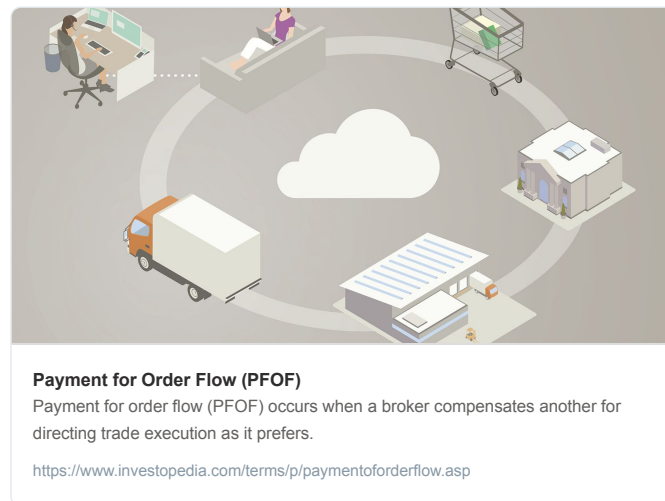 Payment for Order Flow (PFOF)
Payment for order flow (PFOF) occurs when a broker compensates another for
directing trade execution as it prefers.
https://www.investopedia.com/terms/p/paymentoforderflow.asp